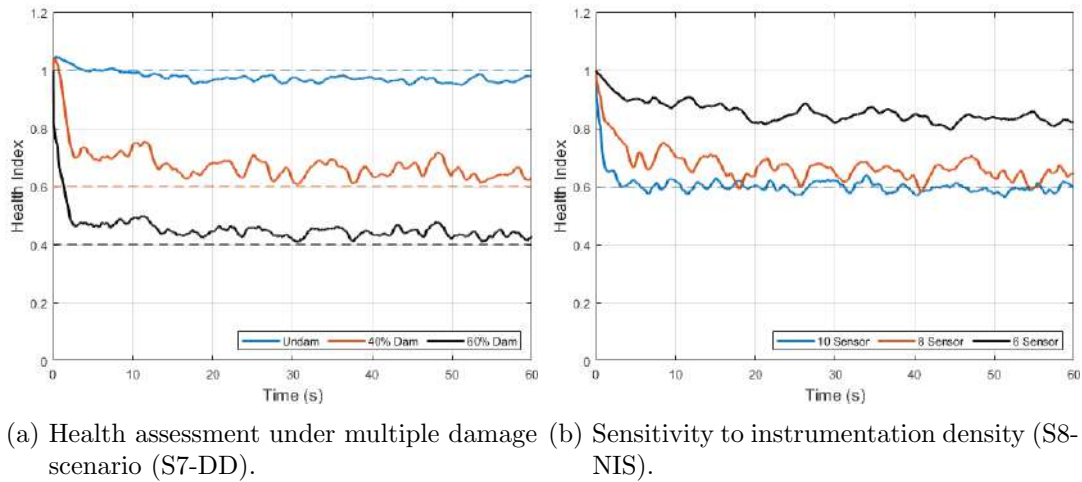 1.2
1
0.8
0.6
0.4
0.2
0
Health Index
0 10 20 30 40 50 60
Time (s)
Undam 40% Dam 60% Dam
1.2
1
0.8
0.6
0.4
0.2
0
Health Index
0 10 20 30 40 50 60
Time (s)
10 Sensor 8 Sensor 6 Sensor
(a) Health assessment under multiple damage
scenario (S7-DD).
(b) Sensitivity to instrumentation density (S8-
NIS).